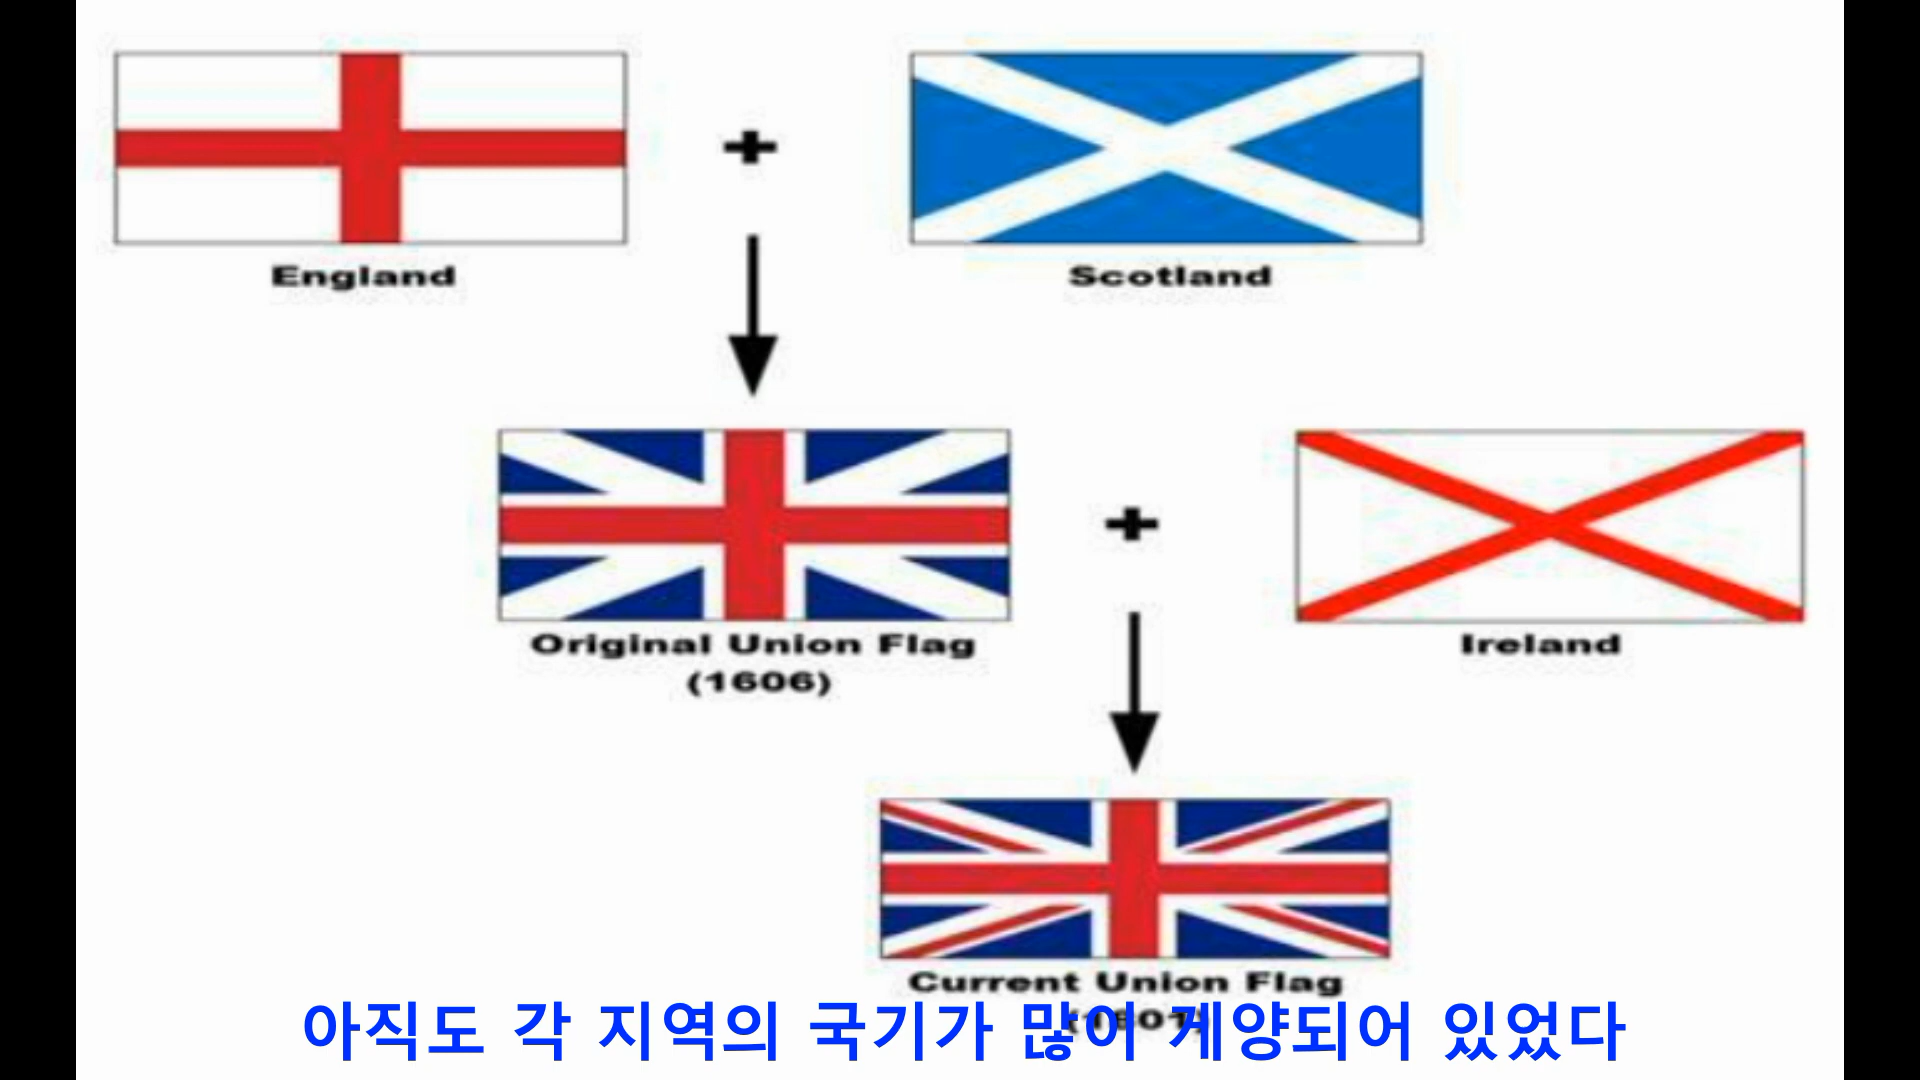 England
Scotland
Original Union Flag
(1606)
Ireland
Current Union Flag
(1801)
아직도 각 지역의 국기가 많이 게양되어 있었다